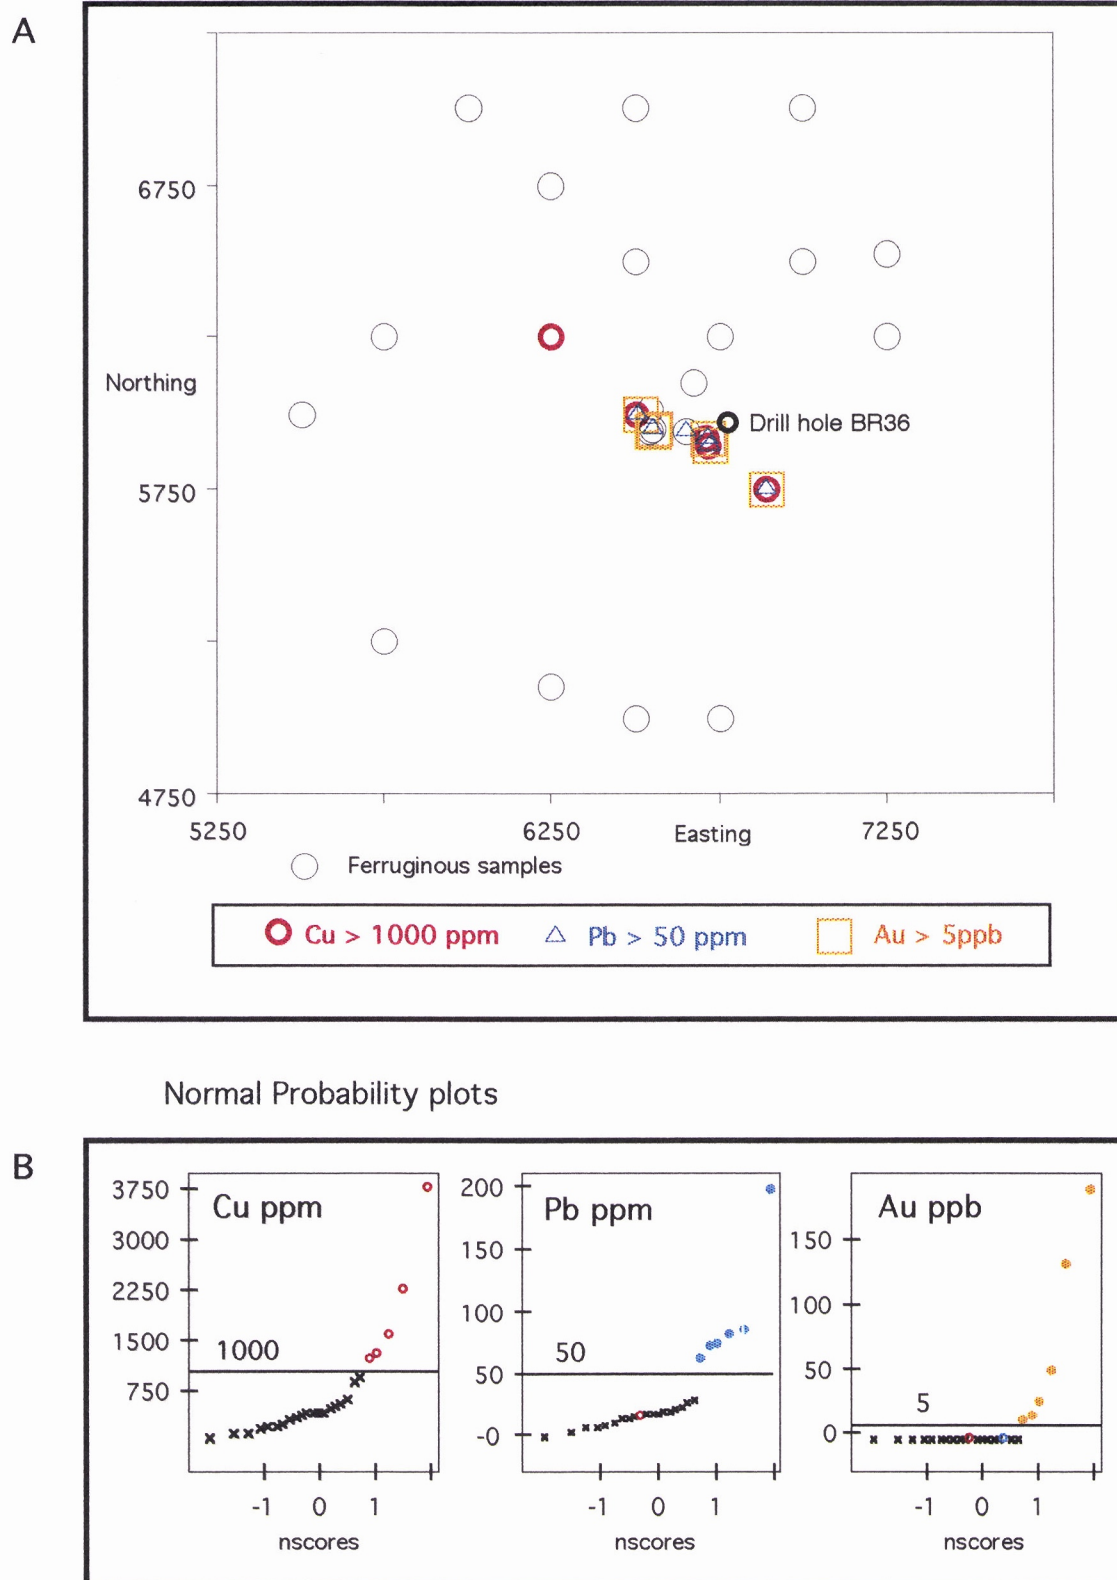 A
6750
Northing
Drill hole BR36
5750
4750
5250 6250 Easting 7250
Ferruginous samples
Cu > 1000 ppm Pb > 50 ppm Au > 5ppb
Normal Probability plots
B
Cu ppm
3750
3000
2250
1500
750
1000
-1 0 1
nscores
Pb ppm
200
150
100
50
-0
50
-1 0 1
nscores
Au ppb
150
100
50
0
5
-1 0 1
nscores